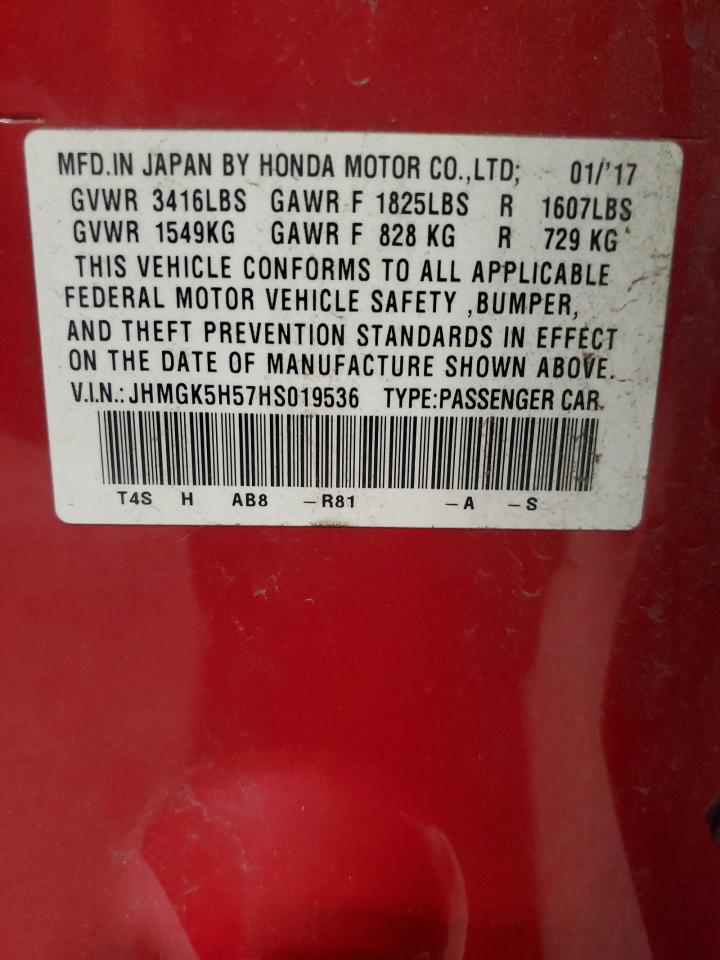 MFD.IN JAPAN BY HONDA MOTOR CO.,LTD; 01/'17
GVWR 3416LBS GAWR F 1825LBS R 1607LBS
GVWR 1549KG GAWR F 828 KG R 729 KG
THIS VEHICLE CONFORMS TO ALL APPLICABLE
FEDERAL MOTOR VEHICLE SAFETY ,BUMPER,
AND THEFT PREVENTION STANDARDS IN EFFECT
ON THE DATE OF MANUFACTURE SHOWN ABOVE.
V.I.N.: JHMGK5H57HS019536 TYPE:PASSENGER CAR
T4S H AB8 -R81 -A -S